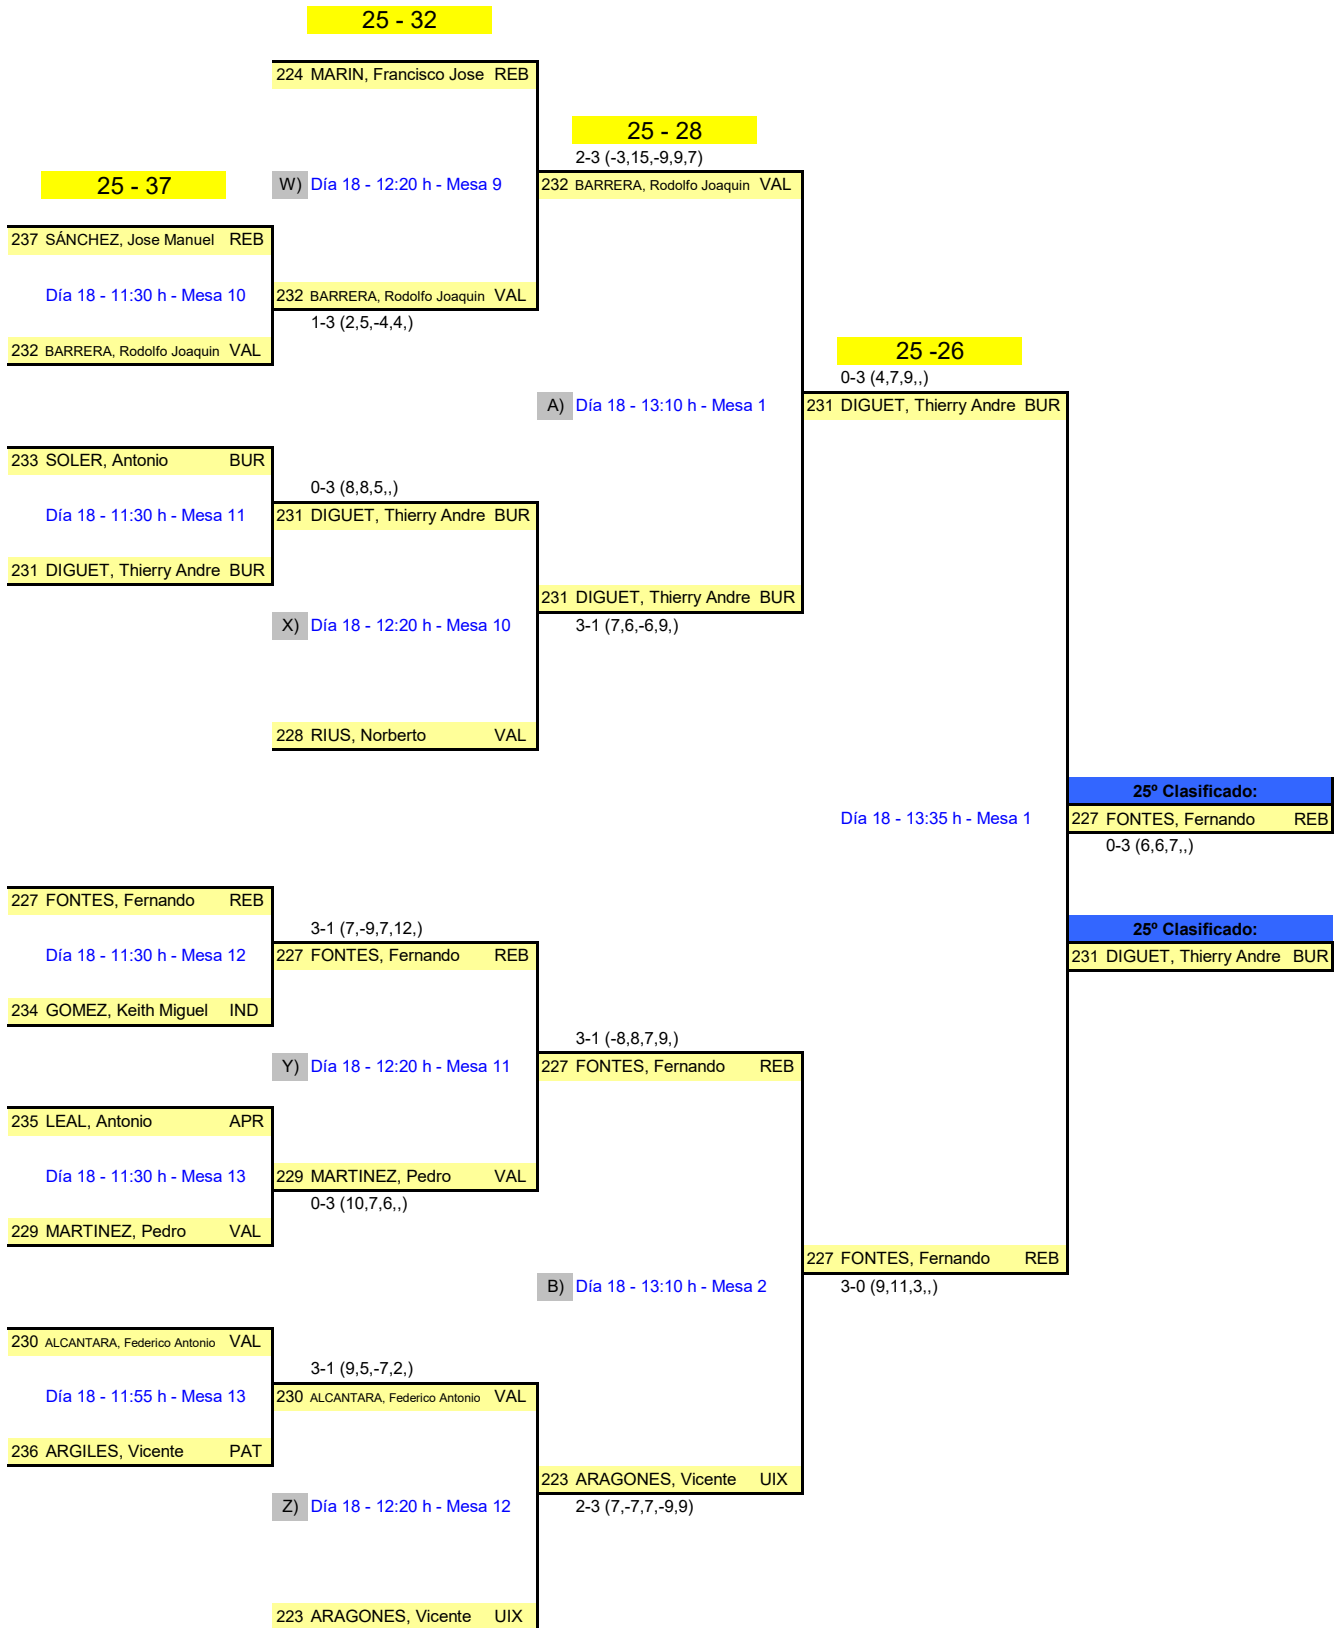 25 - 32
224 MARIN, Francisco Jose REB
25 - 28
2-3 (-3,15,-9,9,7)
25 - 37
W) Día 18 - 12:20 h - Mesa 9
232 BARRERA, Rodolfo Joaquin VAL
237 SÁNCHEZ, Jose Manuel REB
Día 18 - 11:30 h - Mesa 10
232 BARRERA, Rodolfo Joaquin VAL
1-3 (2,5,-4,4,)
232 BARRERA, Rodolfo Joaquin VAL
25 -26
0-3 (4,7,9,,)
A) Día 18 - 13:10 h - Mesa 1
231 DIGUET, Thierry Andre BUR
233 SOLER, Antonio BUR
0-3 (8,8,5,,)
Día 18 - 11:30 h - Mesa 11
231 DIGUET, Thierry Andre BUR
231 DIGUET, Thierry Andre BUR
231 DIGUET, Thierry Andre BUR
X) Día 18 - 12:20 h - Mesa 10
3-1 (7,6,-6,9,)
228 RIUS, Norberto VAL
25º Clasificado:
Día 18 - 13:35 h - Mesa 1
227 FONTES, Fernando REB
0-3 (6,6,7,,)
227 FONTES, Fernando REB
3-1 (7,-9,7,12,)
25º Clasificado:
Día 18 - 11:30 h - Mesa 12
227 FONTES, Fernando REB
231 DIGUET, Thierry Andre BUR
234 GOMEZ, Keith Miguel IND
3-1 (-8,8,7,9,)
Y) Día 18 - 12:20 h - Mesa 11
227 FONTES, Fernando REB
235 LEAL, Antonio APR
Día 18 - 11:30 h - Mesa 13
229 MARTINEZ, Pedro VAL
0-3 (10,7,6,,)
229 MARTINEZ, Pedro VAL
227 FONTES, Fernando REB
B) Día 18 - 13:10 h - Mesa 2
3-0 (9,11,3,,)
230 ALCANTARA, Federico Antonio VAL
3-1 (9,5,-7,2,)
Día 18 - 11:55 h - Mesa 13
230 ALCANTARA, Federico Antonio VAL
236 ARGILES, Vicente PAT
223 ARAGONES, Vicente UIX
Z) Día 18 - 12:20 h - Mesa 12
2-3 (7,-7,7,-9,9)
223 ARAGONES, Vicente UIX